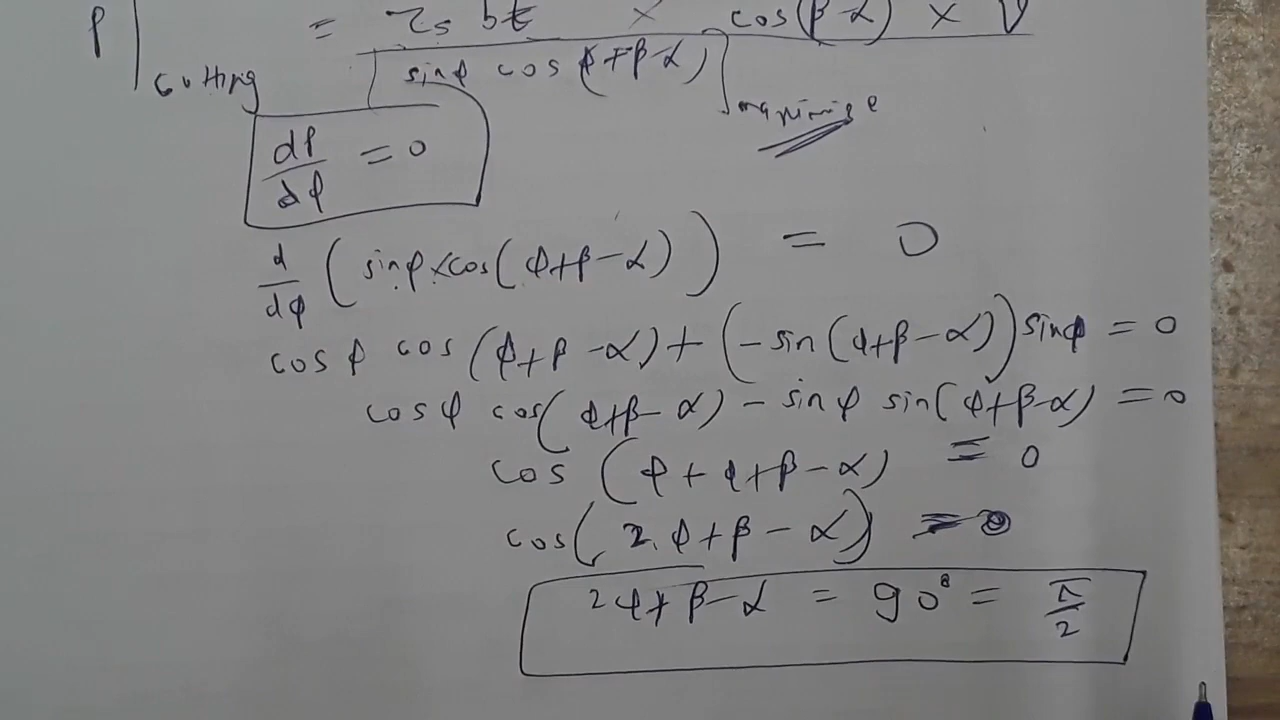 P|cutting = τs bt × cos(β-α) × V
sinφ cos(φ+β-α)
maximize
dP/dφ = 0
d/dφ (sinφ×cos(φ+β-α)) = 0
cosφ cos(φ+β-α)+(-sin(φ+β-α))sinφ = 0
cosφ cos(φ+β-α) - sinφ sin(φ+β-α) = 0
cos(φ+φ+β-α) = 0
cos(2φ+β-α) = 0
2φ+β-α = 90° = π/2